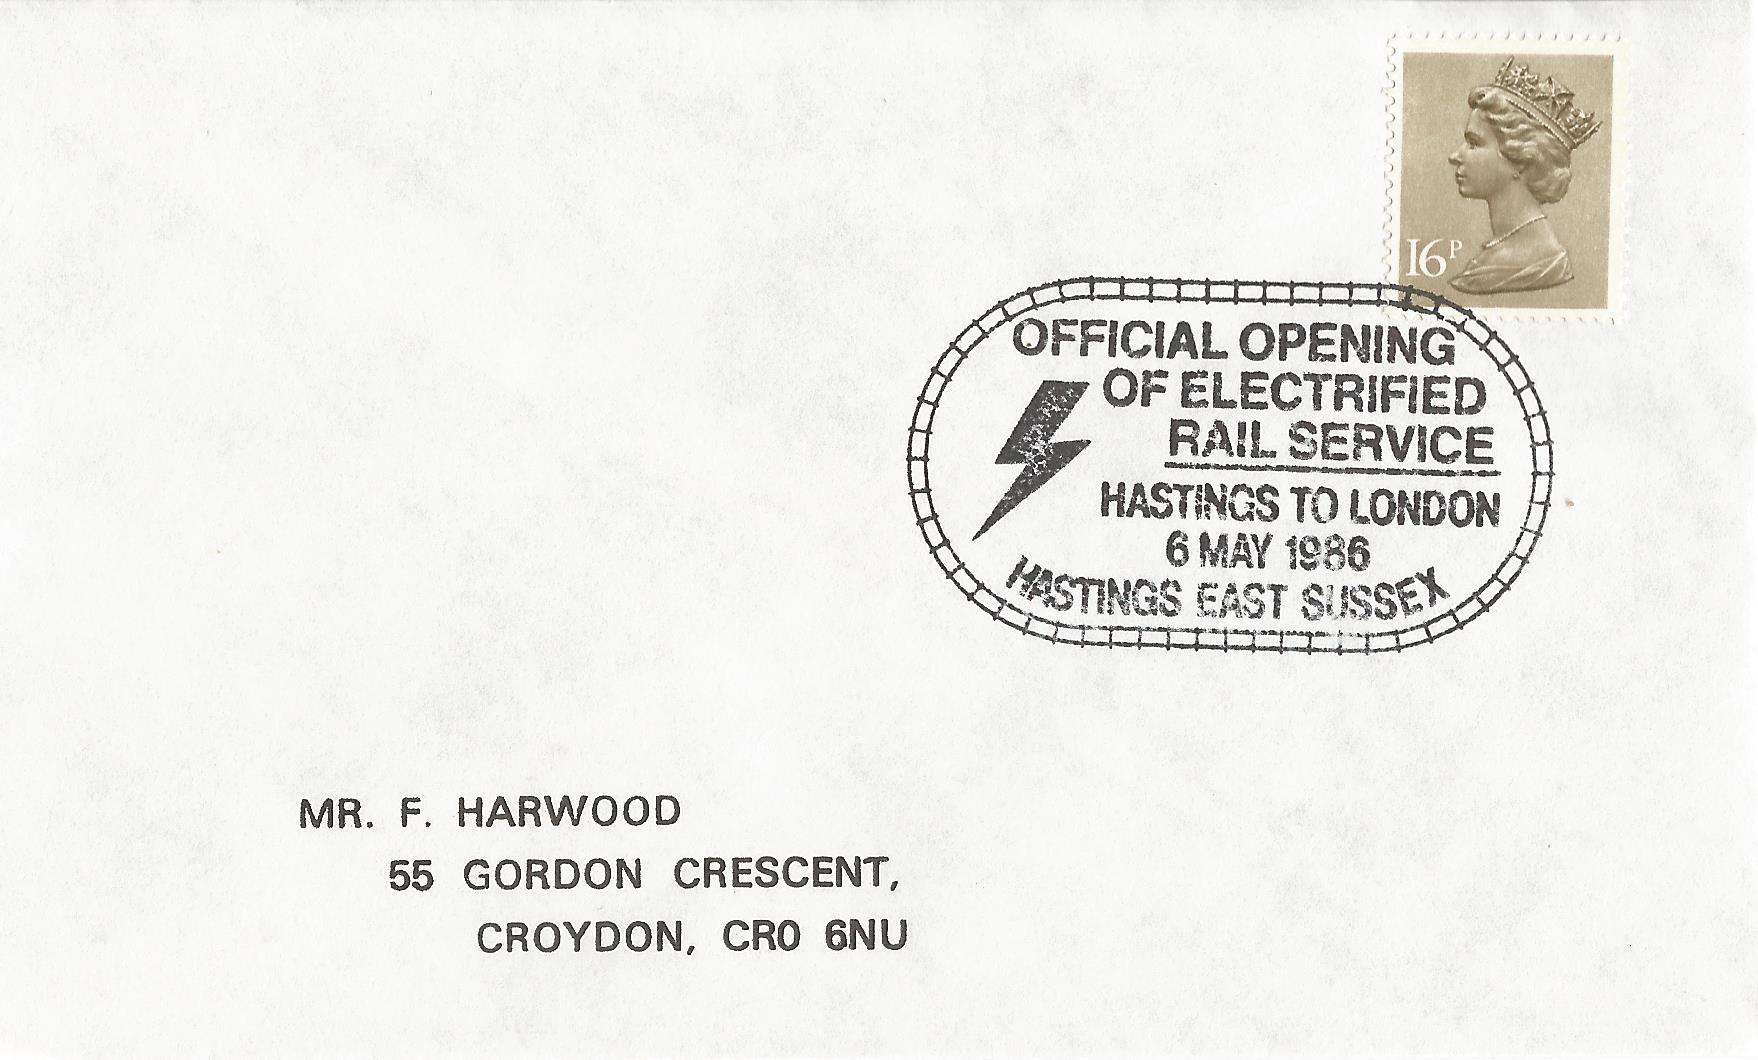 16P
OFFICIAL OPENING
OF ELECTRIFIED
RAIL SERVICE
HASTINGS TO LONDON
6 MAY 1986
HASTINGS EAST SUSSEX
MR. F. HARWOOD
55 GORDON CRESCENT,
CROYDON, CR0 6NU